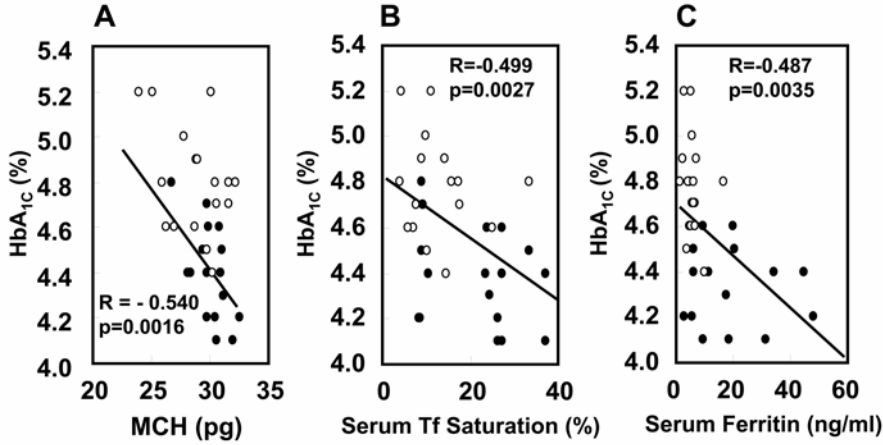 A
5.4
5.2
5.0
4.8
4.6
4.4
4.2
4.0
HbA1C (%)
R = - 0.540
p=0.0016
20 25 30 35
MCH (pg)
B
5.4
5.2
5.0
4.8
4.6
4.4
4.2
4.0
HbA1C (%)
R=-0.499
p=0.0027
0 20 40
Serum Tf Saturation (%)
C
5.4
5.2
5.0
4.8
4.6
4.4
4.2
4.0
HbA1C (%)
R=-0.487
p=0.0035
0 20 40 60
Serum Ferritin (ng/ml)